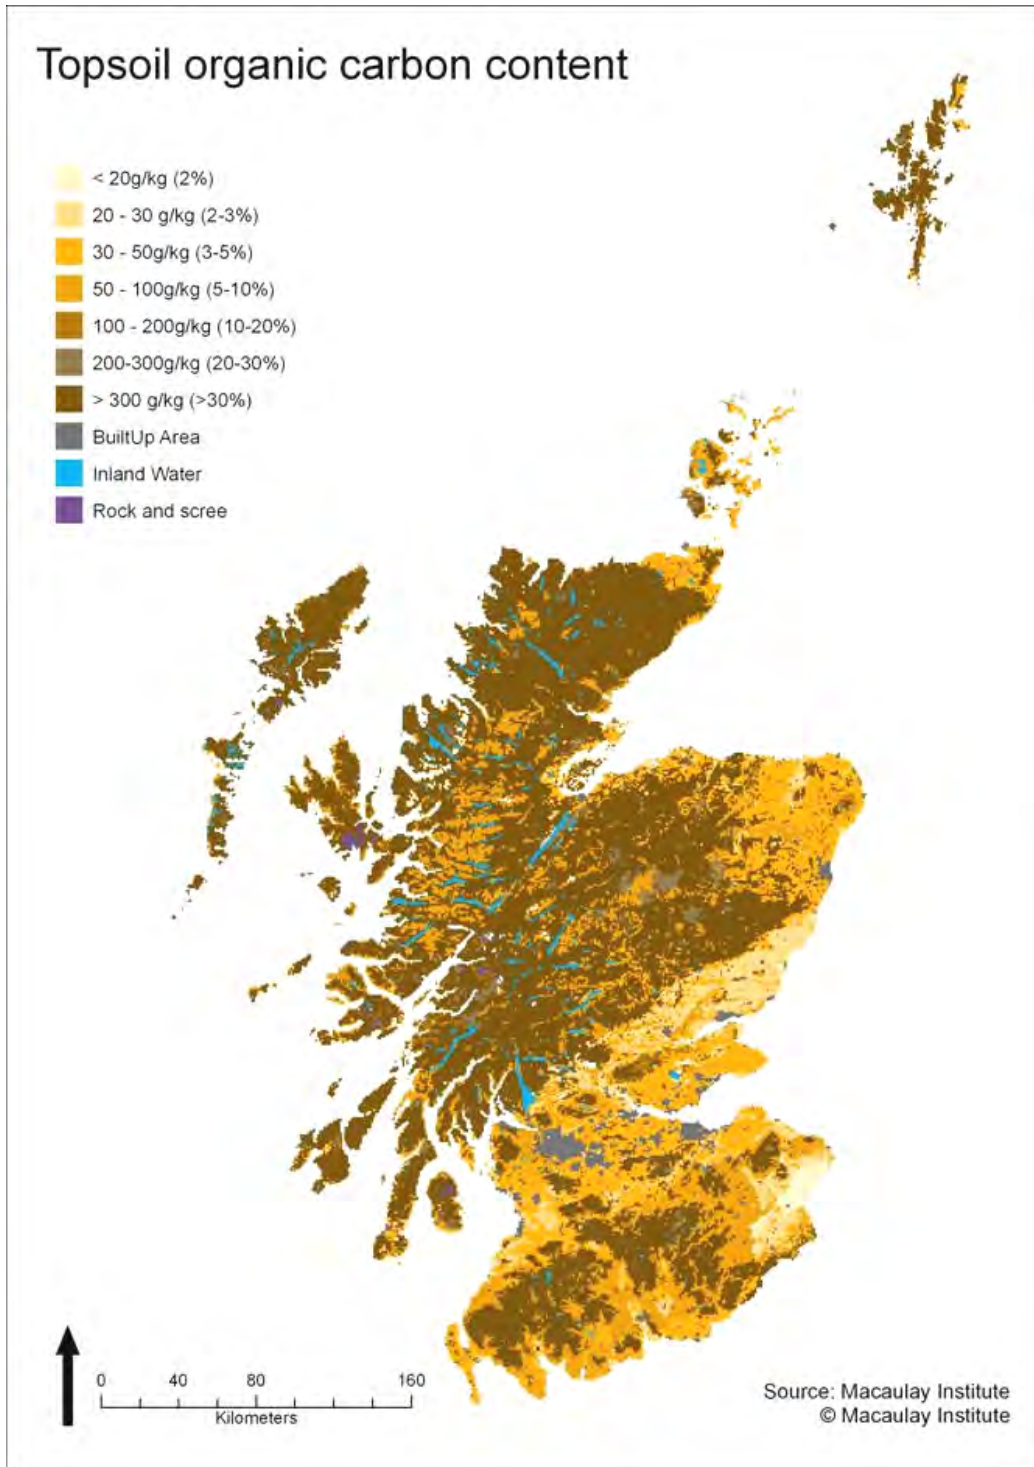 Topsoil organic carbon content
< 20g/kg (2%)
20 - 30 g/kg (2-3%)
30 - 50g/kg (3-5%)
50 - 100g/kg (5-10%)
100 - 200g/kg (10-20%)
200-300g/kg (20-30%)
> 300 g/kg (>30%)
BuiltUp Area
Inland Water
Rock and scree
0 40 80 160
Kilometers
Source: Macaulay Institute
© Macaulay Institute